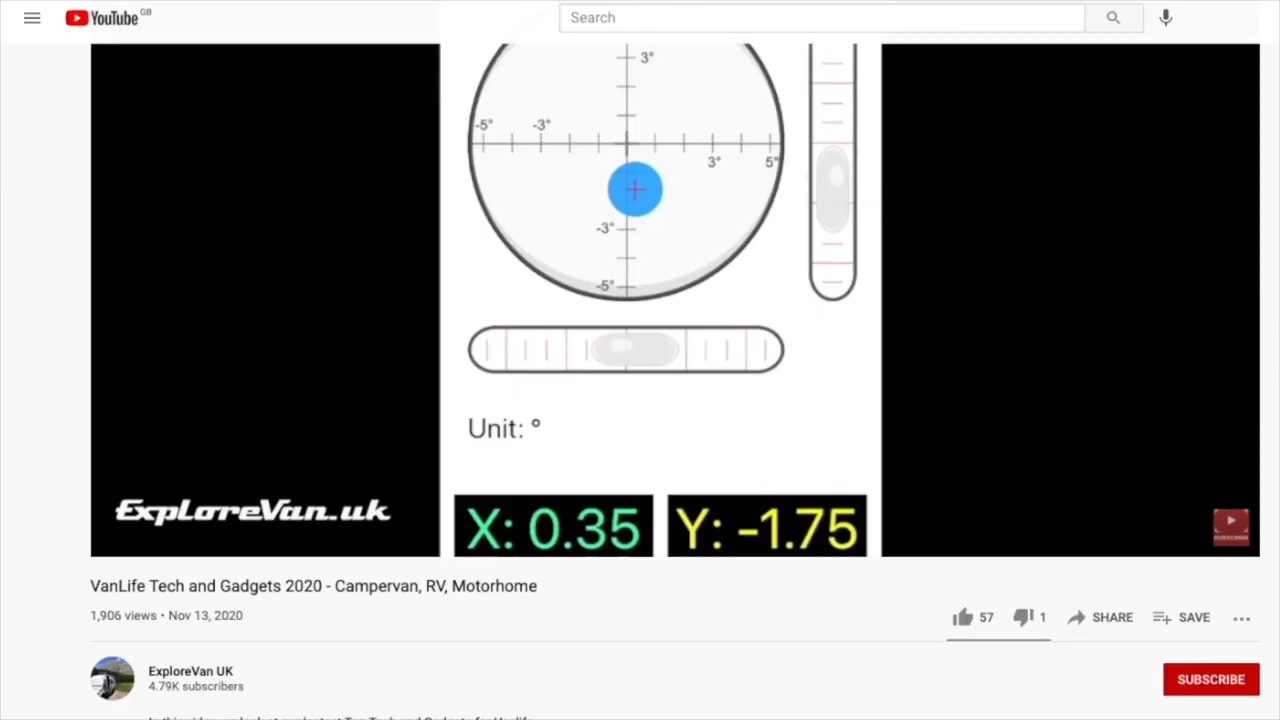 YouTube GB
Search
3°
-5° -3°
3° 5°
-3°
-5°
Unit: °
ExploreVan.uk
X: 0.35 Y: -1.75
SUBSCRIBE
VanLife Tech and Gadgets 2020 - Campervan, RV, Motorhome
1,906 views • Nov 13, 2020
57 1 SHARE SAVE
ExploreVan UK
4.79K subscribers
SUBSCRIBE